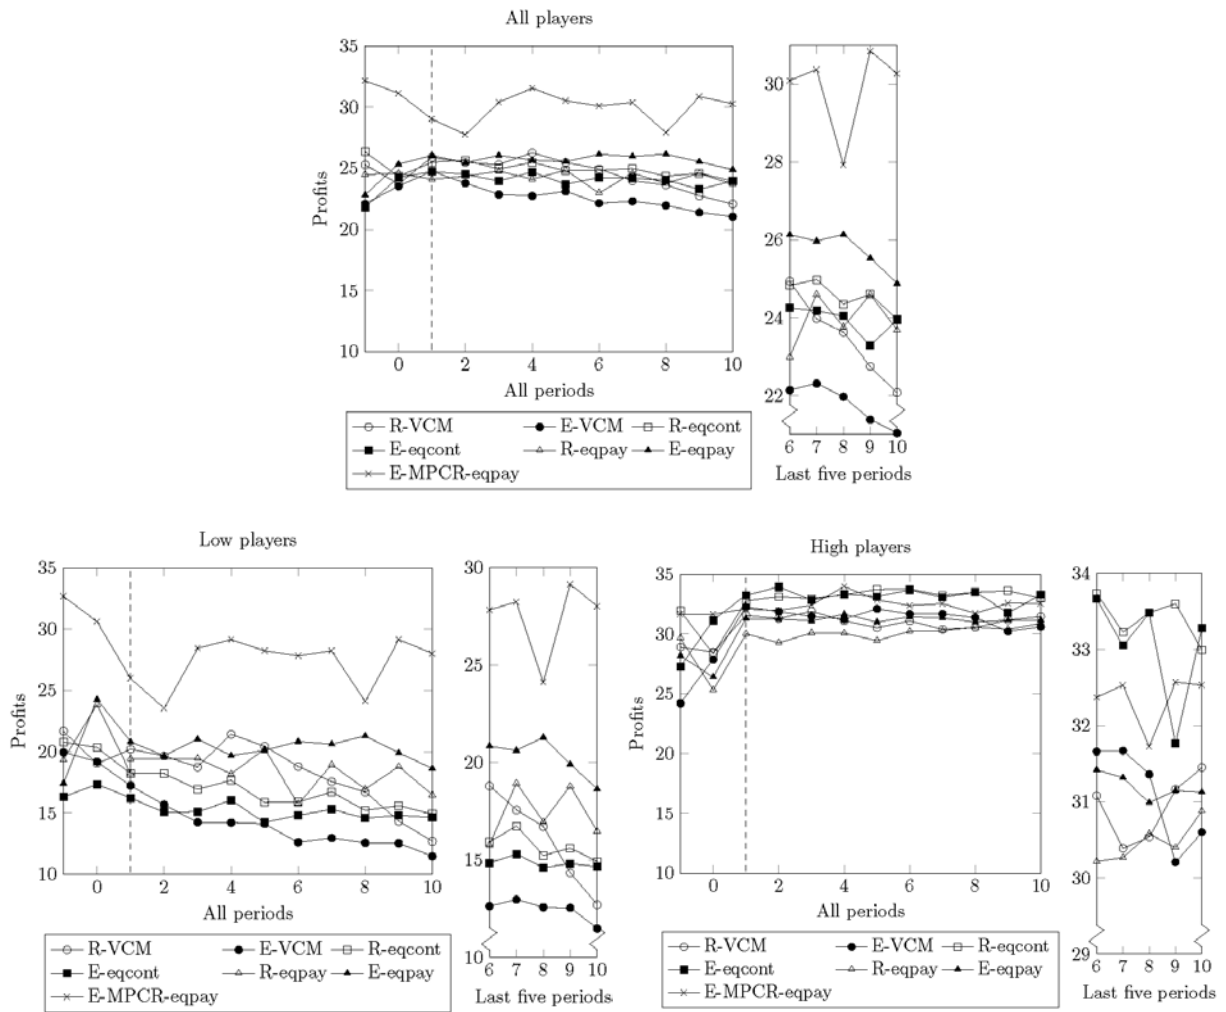 All players
35
30
25
20
15
10
Profits
0 2 4 6 8 10
All periods
30
28
26
24
22
6 7 8 9 10
Last five periods
R-VCM E-VCM R-eqcont
E-eqcont R-eqpay E-eqpay
E-MPCR-eqpay
Low players
35
30
25
20
15
10
Profits
0 2 4 6 8 10
All periods
30
25
20
15
10
6 7 8 9 10
Last five periods
R-VCM E-VCM R-eqcont
E-eqcont R-eqpay E-eqpay
E-MPCR-eqpay
High players
35
30
25
20
15
10
Profits
0 2 4 6 8 10
All periods
34
33
32
31
30
29
6 7 8 9 10
Last five periods
R-VCM E-VCM R-eqcont
E-eqcont R-eqpay E-eqpay
E-MPCR-eqpay